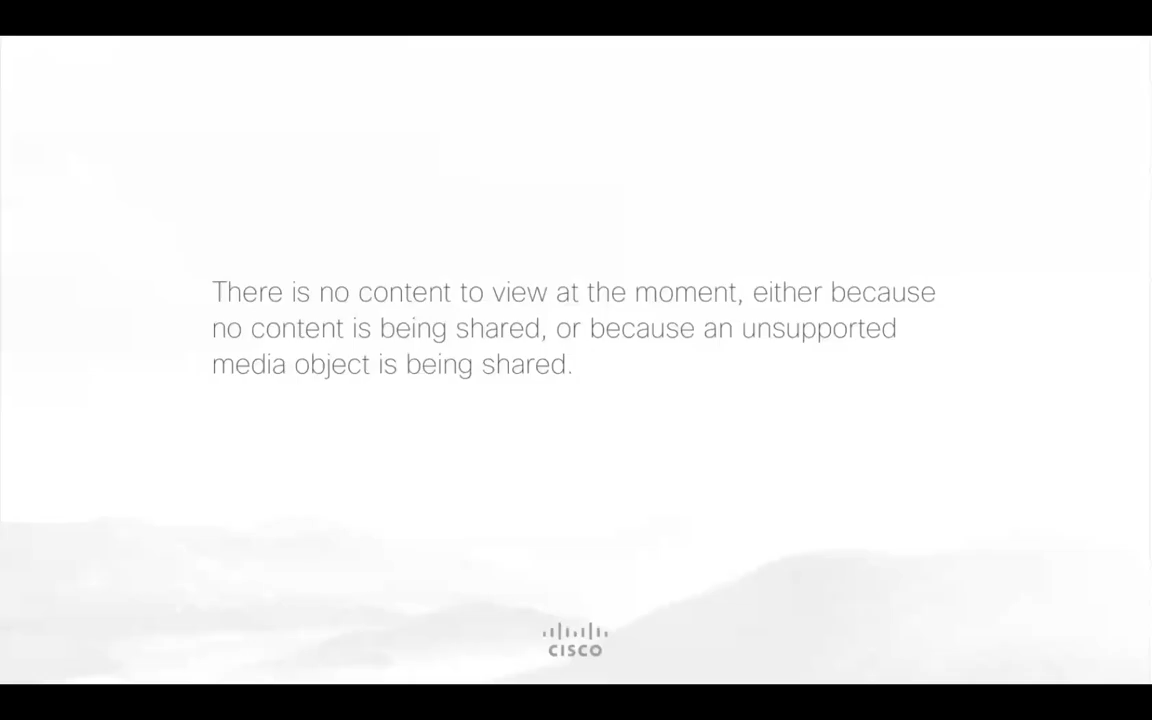 There is no content to view at the moment, either because
no content is being shared, or because an unsupported
media object is being shared.
CISCO